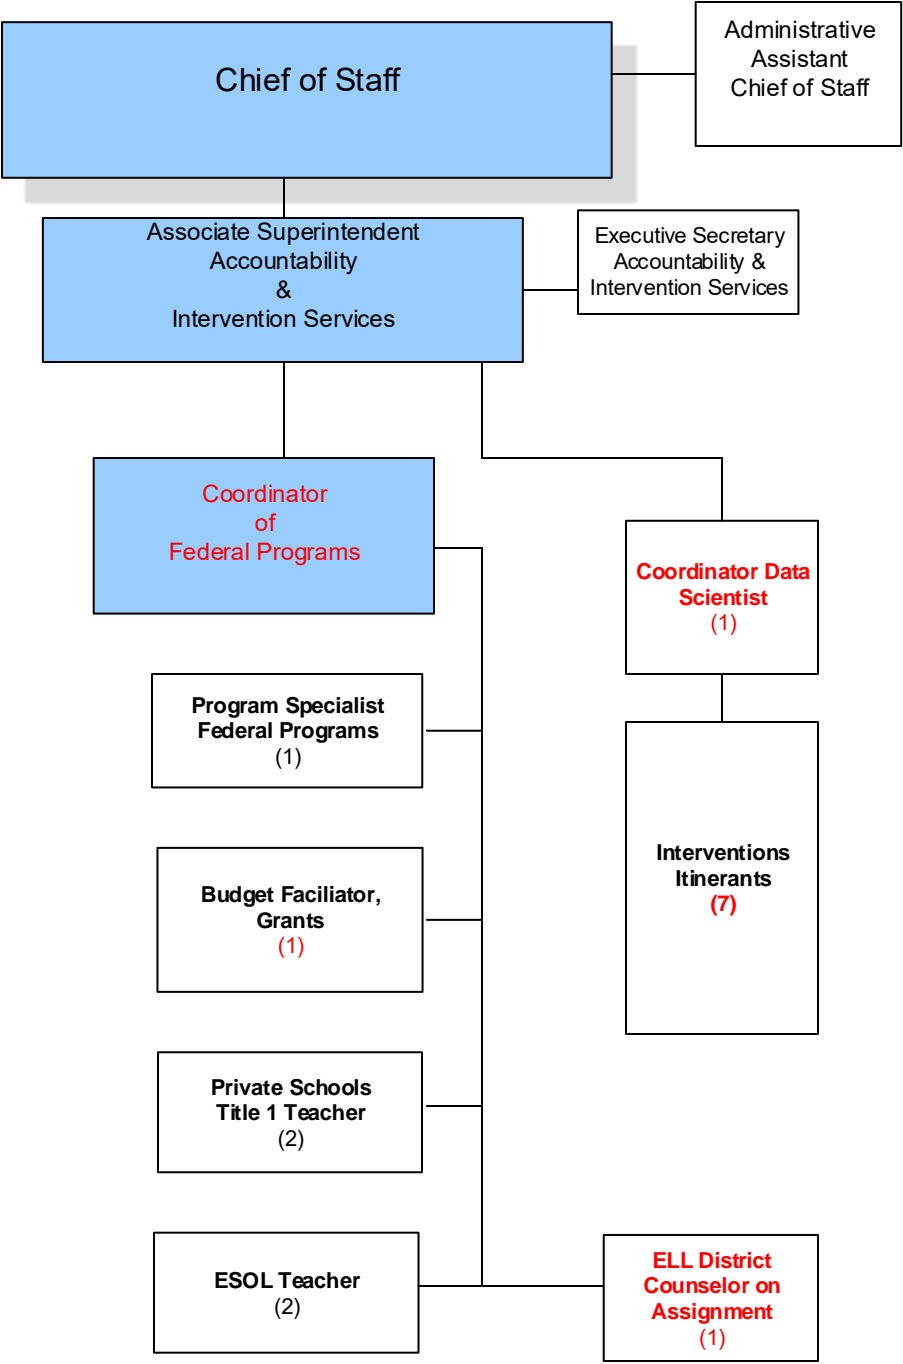 Chief of Staff
Administrative
Assistant
Chief of Staff
Associate Superintendent
Accountability
&
Intervention Services
Executive Secretary
Accountability &
Intervention Services
Coordinator
of
Federal Programs
Coordinator Data
Scientist
(1)
Program Specialist
Federal Programs
(1)
Interventions
Itinerants
(7)
Budget Faciliator,
Grants
(1)
Private Schools
Title 1 Teacher
(2)
ESOL Teacher
(2)
ELL District
Counselor on
Assignment
(1)